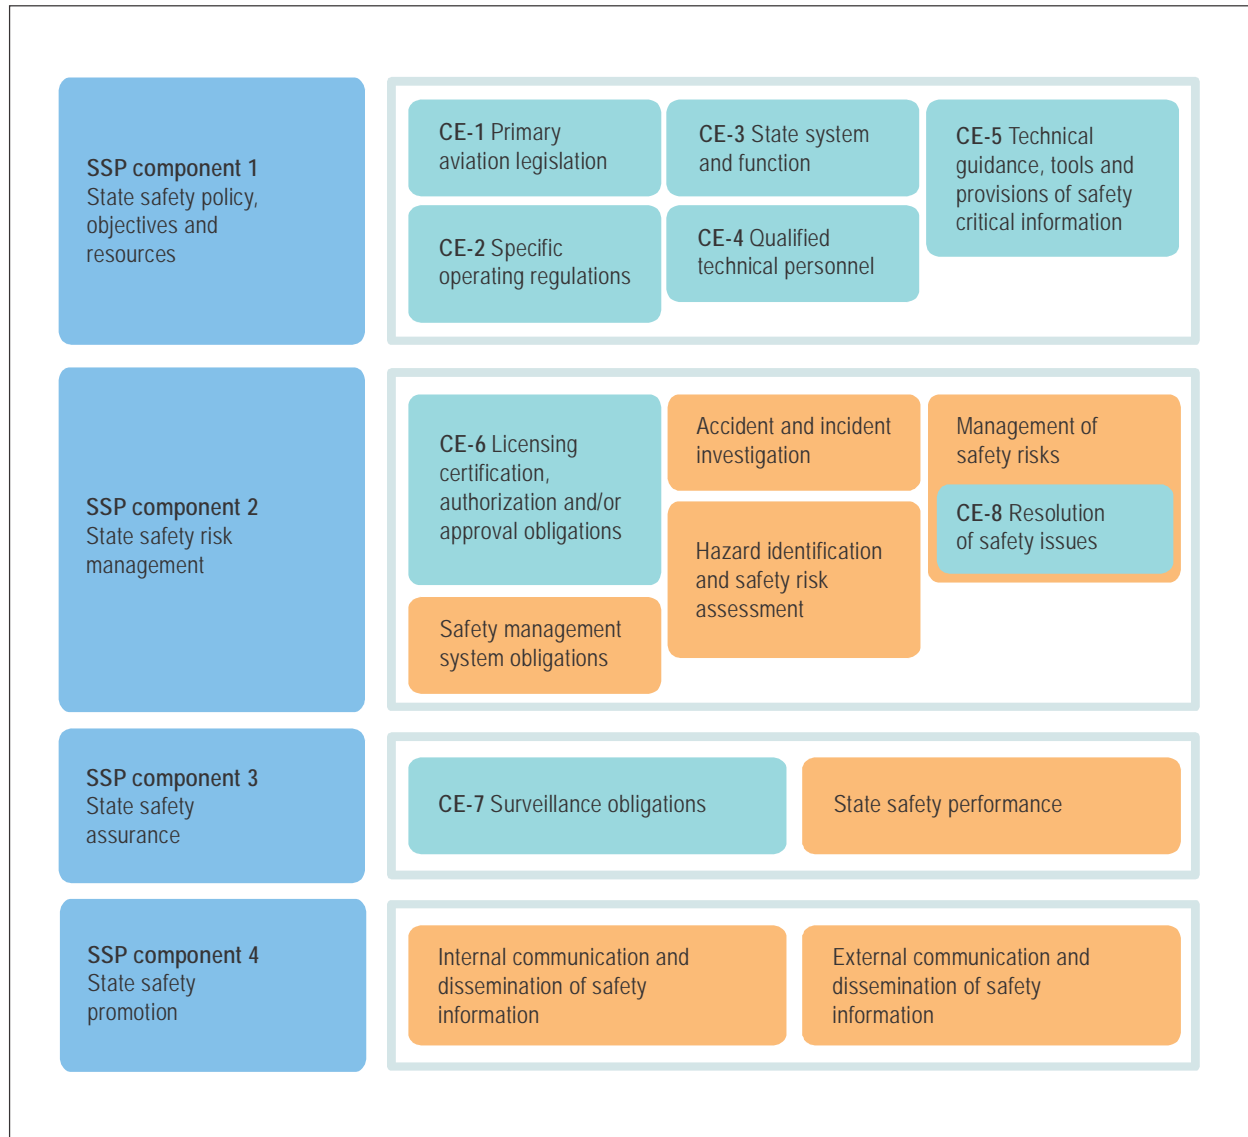 SSP component 1
State safety policy,
objectives and
resources
CE-1 Primary
aviation legislation
CE-2 Specific
operating regulations
CE-3 State system
and function
CE-4 Qualified
technical personnel
CE-5 Technical
guidance, tools and
provisions of safety
critical information
SSP component 2
State safety risk
management
CE-6 Licensing
certification,
authorization and/or
approval obligations
Safety management
system obligations
Accident and incident
investigation
Hazard identification
and safety risk
assessment
Management of
safety risks
CE-8 Resolution
of safety issues
SSP component 3
State safety
assurance
CE-7 Surveillance obligations
State safety performance
SSP component 4
State safety
promotion
Internal communication and
dissemination of safety
information
External communication and
dissemination of safety
information